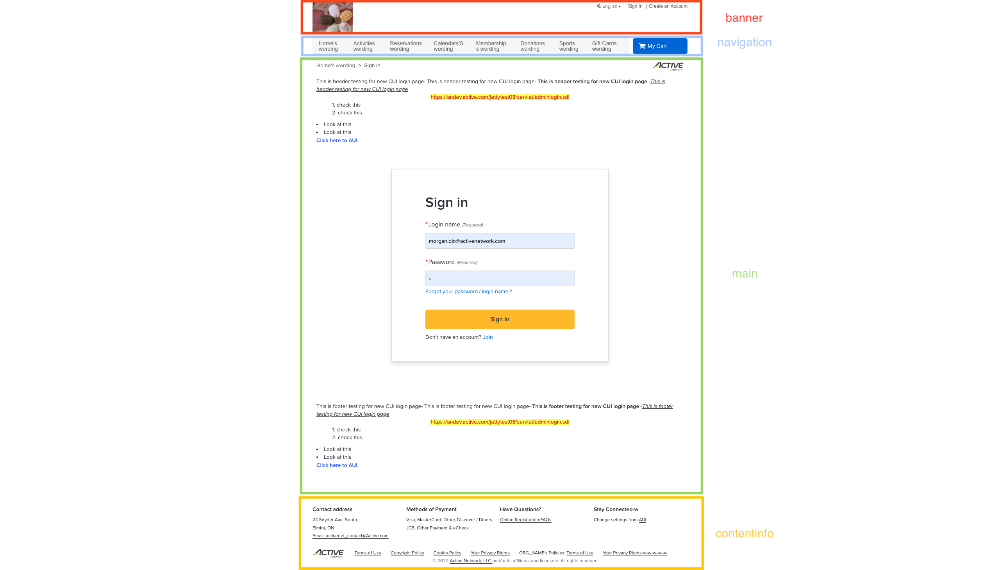 English
Sign In | Create an Account
banner
Home's wording
Activities wording
Reservations wording
Calendars'S wording
Membership
s wording
Donations wording
Sports wording
Gift Cards wording
My Cart
navigation
Home's wording > Sign in
ACTIVE network.
This is header testing for new CUI login page- This is header testing for new CUI login page- This is header testing for new CUI login page -This is
header testing for new CUI login page
https://andev.active.com/jettytest08/servlet/adminlogin.sdi
1. check this
2. check this
• Look at this
• Look at this
Click here to AUI
Sign in
*Login name (Required)
morgan.qin@activenetwork.com
*Password (Required)
•
main
Forgot your password / login name ?
Sign in
Don't have an account? Join
This is footer testing for new CUI login page- This is footer testing for new CUI login page- This is footer testing for new CUI login page -This is footer
testing for new CUI login page
https://andev.active.com/jettytest08/servlet/adminlogin.sdi
1. check this
2. check this
• Look at this
• Look at this
Click here to AUI
Contact address
24 Snyder Ave. South
Elmira, ON
Email: activenet_contact@Active.com
Methods of Payment
Visa, MasterCard, Other, Discover / Diners,
JCB, Other Payment & eCheck
Have Questions?
Online Registration FAQs
Stay Connected-w
Change settings from AUI.
contentinfo
ACTIVE network. Terms of Use Copyright Policy Cookie Policy Your Privacy Rights ORG_NAME's Policies: Terms of Use Your Privacy Rights-w-w-w-w-w-
© 2022 Active Network, LLC and/or its affiliates and licensors. All rights reserved.